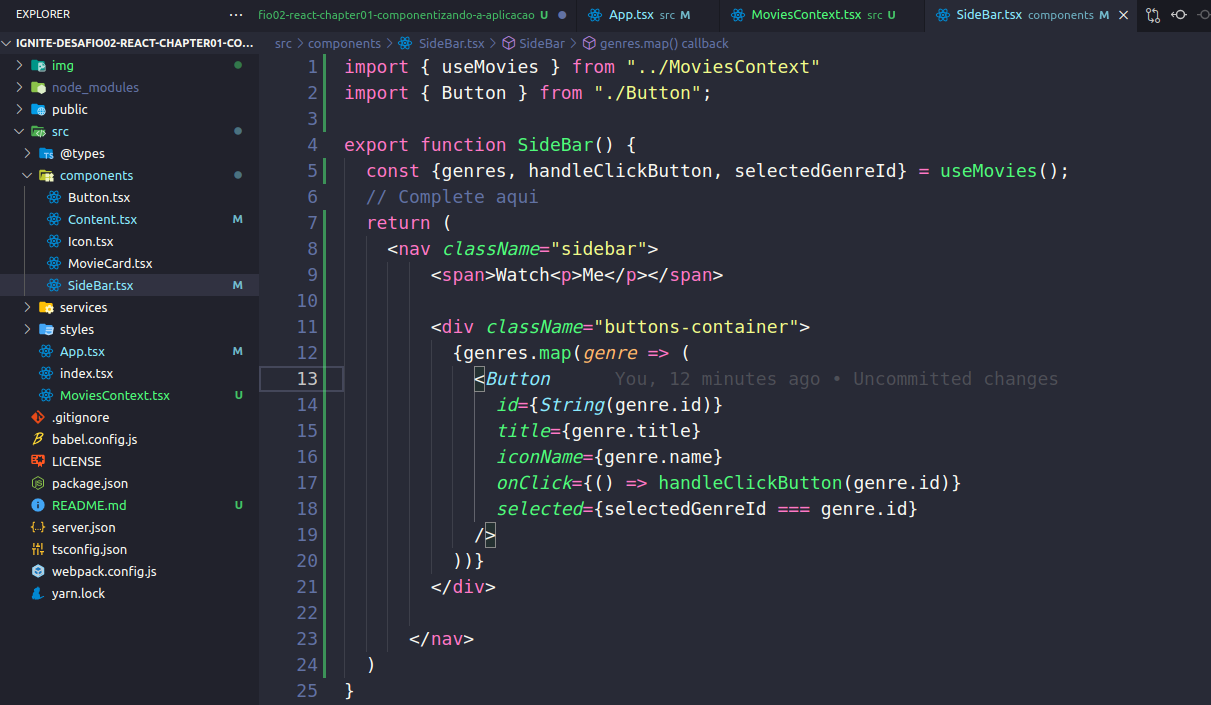 EXPLORER ...
fio02-react-chapter01-componentizando-a-aplicacao U
App.tsx src M
MoviesContext.tsx src U
SideBar.tsx components M
IGNITE-DESAFIO02-REACT-CHAPTER01-CO...
img
node_modules
public
src
@types
components
Button.tsx
Content.tsx M
Icon.tsx
MovieCard.tsx
SideBar.tsx M
services
styles
App.tsx M
index.tsx
MoviesContext.tsx U
.gitignore
babel.config.js
LICENSE
package.json
README.md U
server.json
tsconfig.json
webpack.config.js
yarn.lock
src > components > SideBar.tsx > SideBar > genres.map() callback
1 import { useMovies } from "../MoviesContext"
2 import { Button } from "./Button";
3
4 export function SideBar() {
5   const {genres, handleClickButton, selectedGenreId} = useMovies();
6   // Complete aqui
7   return (
8     <nav className="sidebar">
9         <span>Watch<p>Me</p></span>
10
11         <div className="buttons-container">
12           {genres.map(genre => (
13             <Button      You, 12 minutes ago • Uncommitted changes
14               id={String(genre.id)}
15               title={genre.title}
16               iconName={genre.name}
17               onClick={() => handleClickButton(genre.id)}
18               selected={selectedGenreId === genre.id}
19             />
20           ))}
21         </div>
22
23       </nav>
24   )
25 }